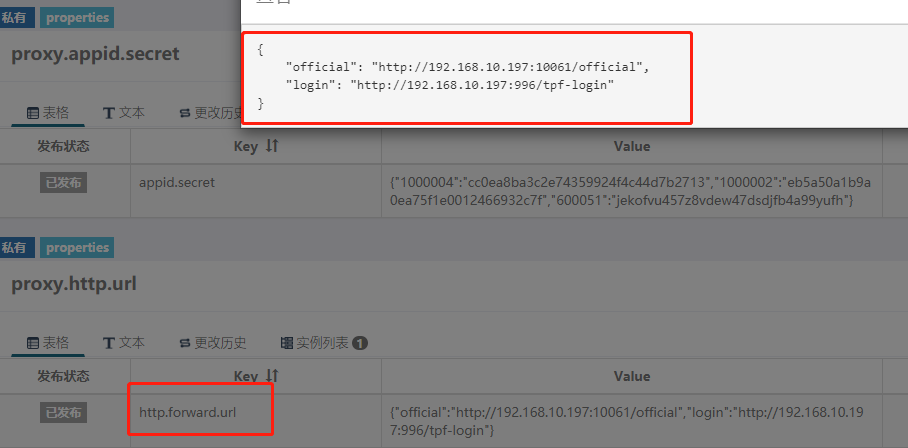 私有 properties
proxy.appid.secret
{
"official": "http://192.168.10.197:10061/official",
"login": "http://192.168.10.197:996/tpf-login"
}
表格 文本 更改历史
发布状态 Key Value
已发布 appid.secret {"1000004":"cc0ea8ba3c2e74359924f4c44d7b2713","1000002":"eb5a50a1b9a
0ea75f1e0012466932c7f","600051":"jekofvu457z8vdew47dsdjfb4a99yufh"}
私有 properties
proxy.http.url
表格 文本 更改历史 实例列表 1
发布状态 Key Value
已发布 http.forward.url {"official":"http://192.168.10.197:10061/official","login":"http://192.168.10.19
7:996/tpf-login"}